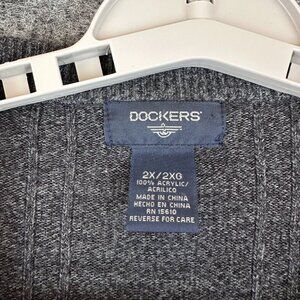 DOCKERS®
2X/2XG
100% ACRYLIC/
ACRILICO
MADE IN CHINA
HECHO EN CHINA
RN 15610
REVERSE FOR CARE